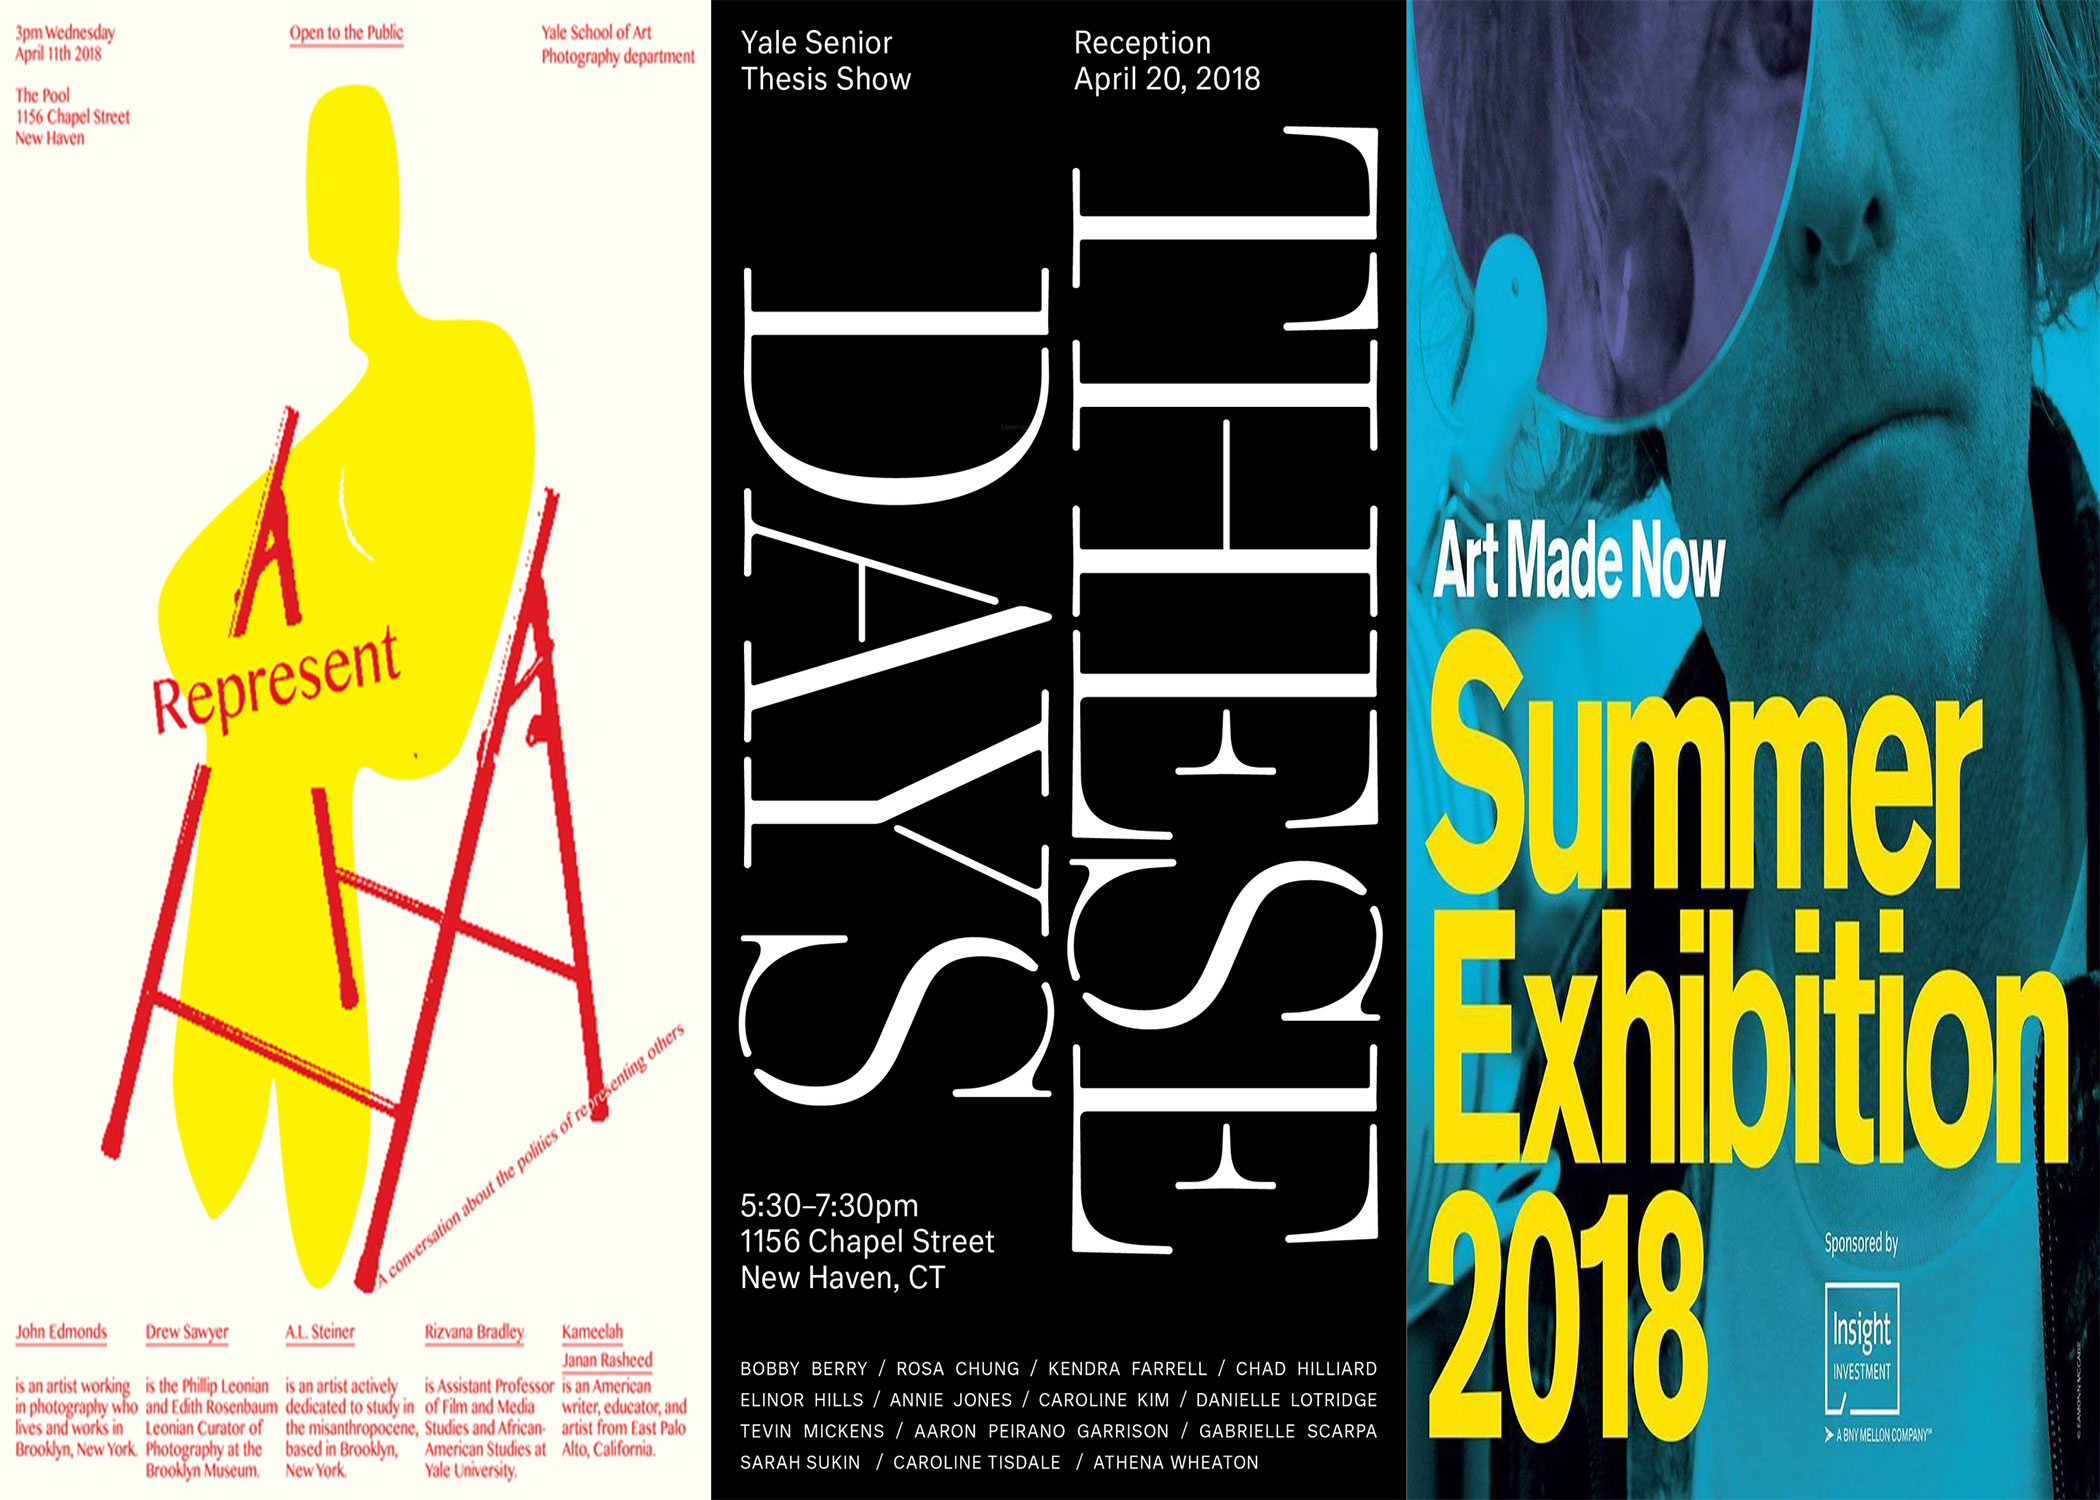 3pm Wednesday
April 11th 2018
The Pool
1156 Chapel Street
New Haven
Open to the Public
Yale School of Art
Photography department
Represent
A conversation about the politics of representing others
John Edmonds
is an artist working
in photography who
lives and works in
Brooklyn, New York.
Drew Sawyer
is the Phillip Leonian
and Edith Rosenbaum
Leonian Curator of
Photography at the
Brooklyn Museum.
A.L. Steiner
is an artist actively
dedicated to study in
the misanthropocene,
based in Brooklyn,
New York.
Rizvana Bradley
is Assistant Professor
of Film and Media
Studies and African-
American Studies at
Yale University.
Kameelah
Janan Rasheed
is an American
writer, educator, and
artist from East Palo
Alto, California.
Yale Senior
Thesis Show
Reception
April 20, 2018
THESE
DAYS
5:30–7:30pm
1156 Chapel Street
New Haven, CT
BOBBY BERRY / ROSA CHUNG / KENDRA FARRELL / CHAD HILLIARD
ELINOR HILLS / ANNIE JONES / CAROLINE KIM / DANIELLE LOTRIDGE
TEVIN MICKENS / AARON PEIRANO GARRISON / GABRIELLE SCARPA
SARAH SUKIN / CAROLINE TISDALE / ATHENA WHEATON
Art Made Now
Summer
Exhibition
2018
Sponsored by
Insight
INVESTMENT
A BNY MELLON COMPANY℠
© EAMONN MCCABE